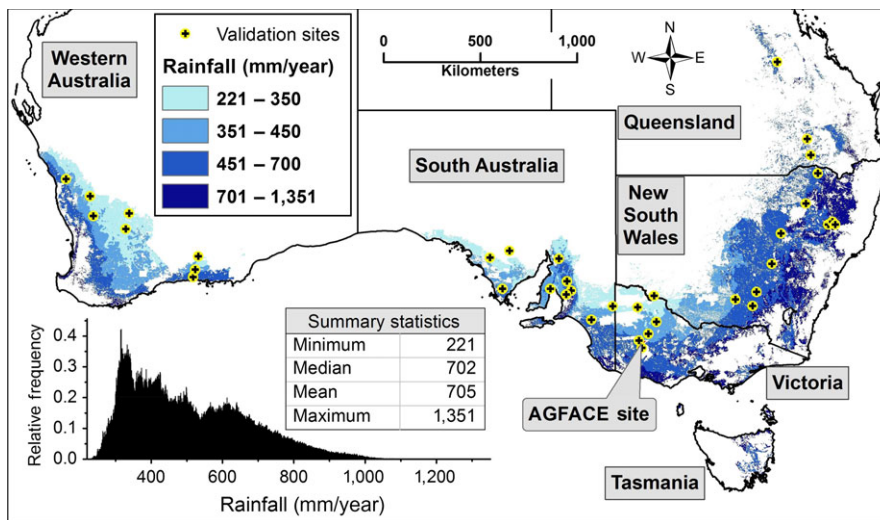 Western
Australia
Validation sites
Rainfall (mm/year)
221 – 350
351 – 450
451 – 700
701 – 1,351
0 500 1,000
Kilometers
N
W E
S
Queensland
South Australia
New
South
Wales
Victoria
AGFACE site
Tasmania
Summary statistics
Minimum 221
Median 702
Mean 705
Maximum 1,351
Relative frequency
0.4
0.3
0.2
0.1
0.0
400 600 800 1,000 1,200
Rainfall (mm/year)